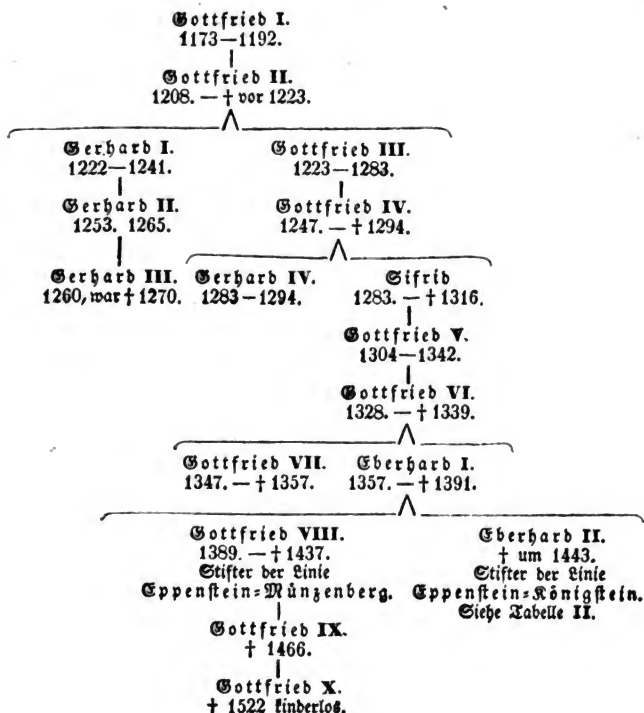 Gottfried I.
1173—1192.
Gottfried II.
1208. — † vor 1223.
Gerhard I. Gottfried III.
1222—1241. 1223—1283.
Gerhard II. Gottfried IV.
1253. 1265. 1247. — † 1294.
Gerhard III. Gerhard IV. Sifrid
1260, war † 1270. 1283—1294. 1283. — † 1316.
Gottfried V.
1304—1342.
Gottfried VI.
1328. — † 1339.
Gottfried VII. Eberhard I.
1347. — † 1357. 1357. — † 1391.
Gottfried VIII. Eberhard II.
1389. — † 1437. † um 1443.
Stifter der Linie Stifter der Linie
Eppenstein=Münzenberg. Eppenstein=Königstein.
Siehe Tabelle II.
Gottfried IX.
† 1466.
Gottfried X.
† 1522 kinderlos.